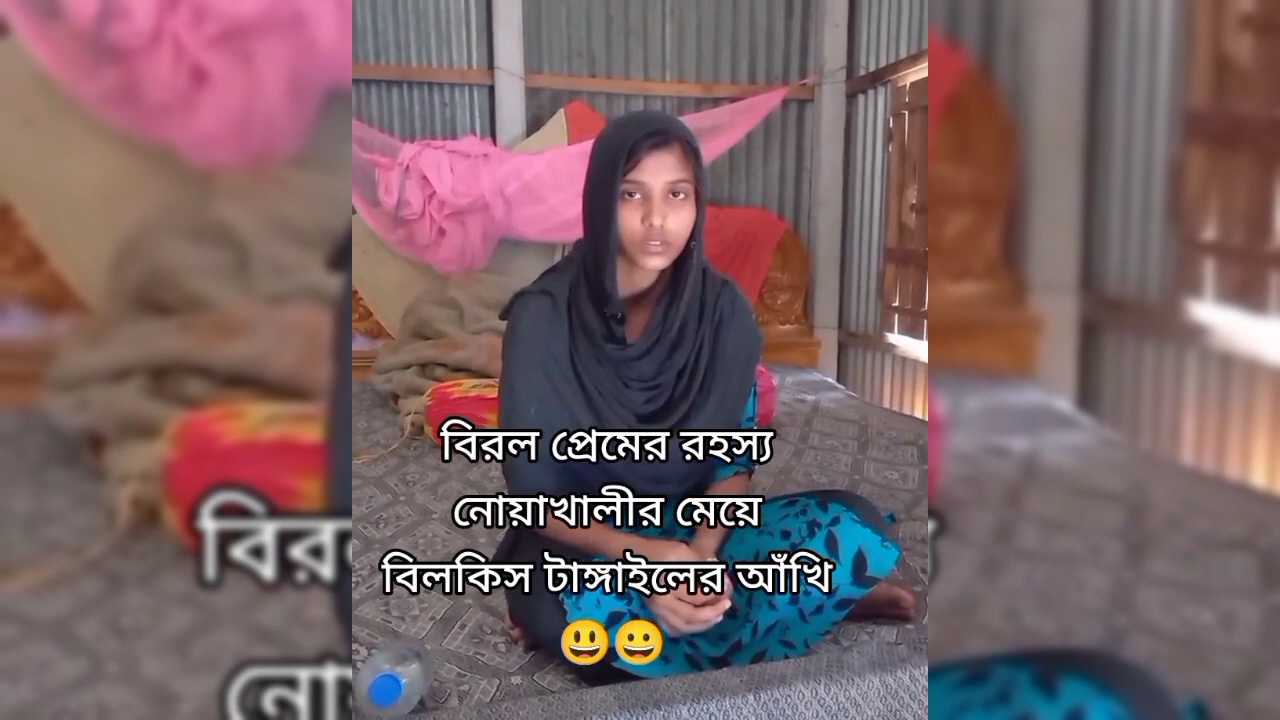 বিরল প্রেমের রহস্য
নোয়াখালীর মেয়ে
বিলকিস টাঙ্গাইলের আঁখি
😃😀